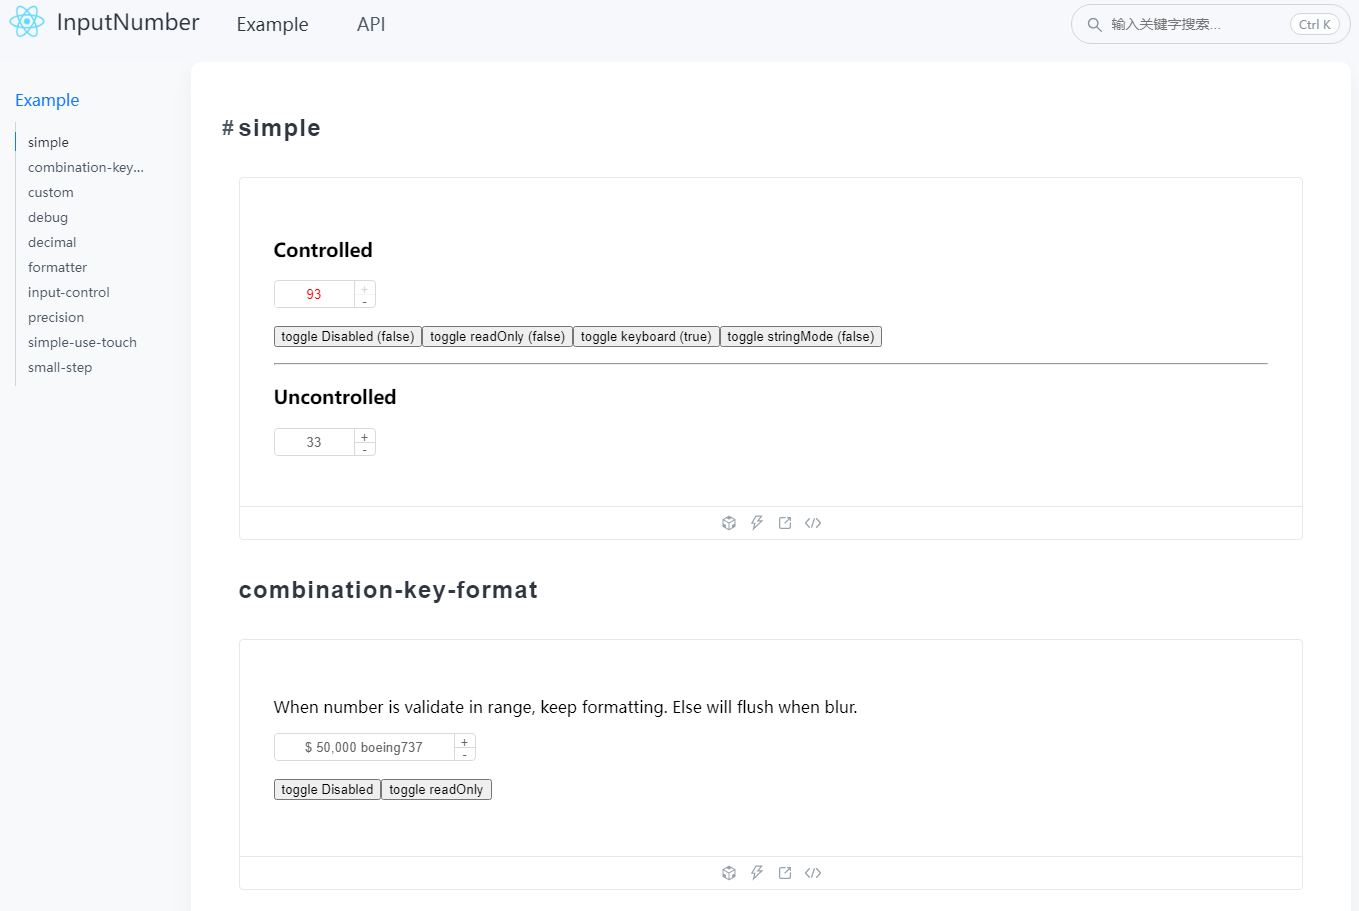 InputNumber
Example
API
输入关键字搜索...
Ctrl K
Example
simple
combination-key...
custom
debug
decimal
formatter
input-control
precision
simple-use-touch
small-step
#simple
Controlled
93
+
-
toggle Disabled (false) toggle readOnly (false) toggle keyboard (true) toggle stringMode (false)
Uncontrolled
33
+
-
combination-key-format
When number is validate in range, keep formatting. Else will flush when blur.
$ 50,000 boeing737
+
-
toggle Disabled toggle readOnly